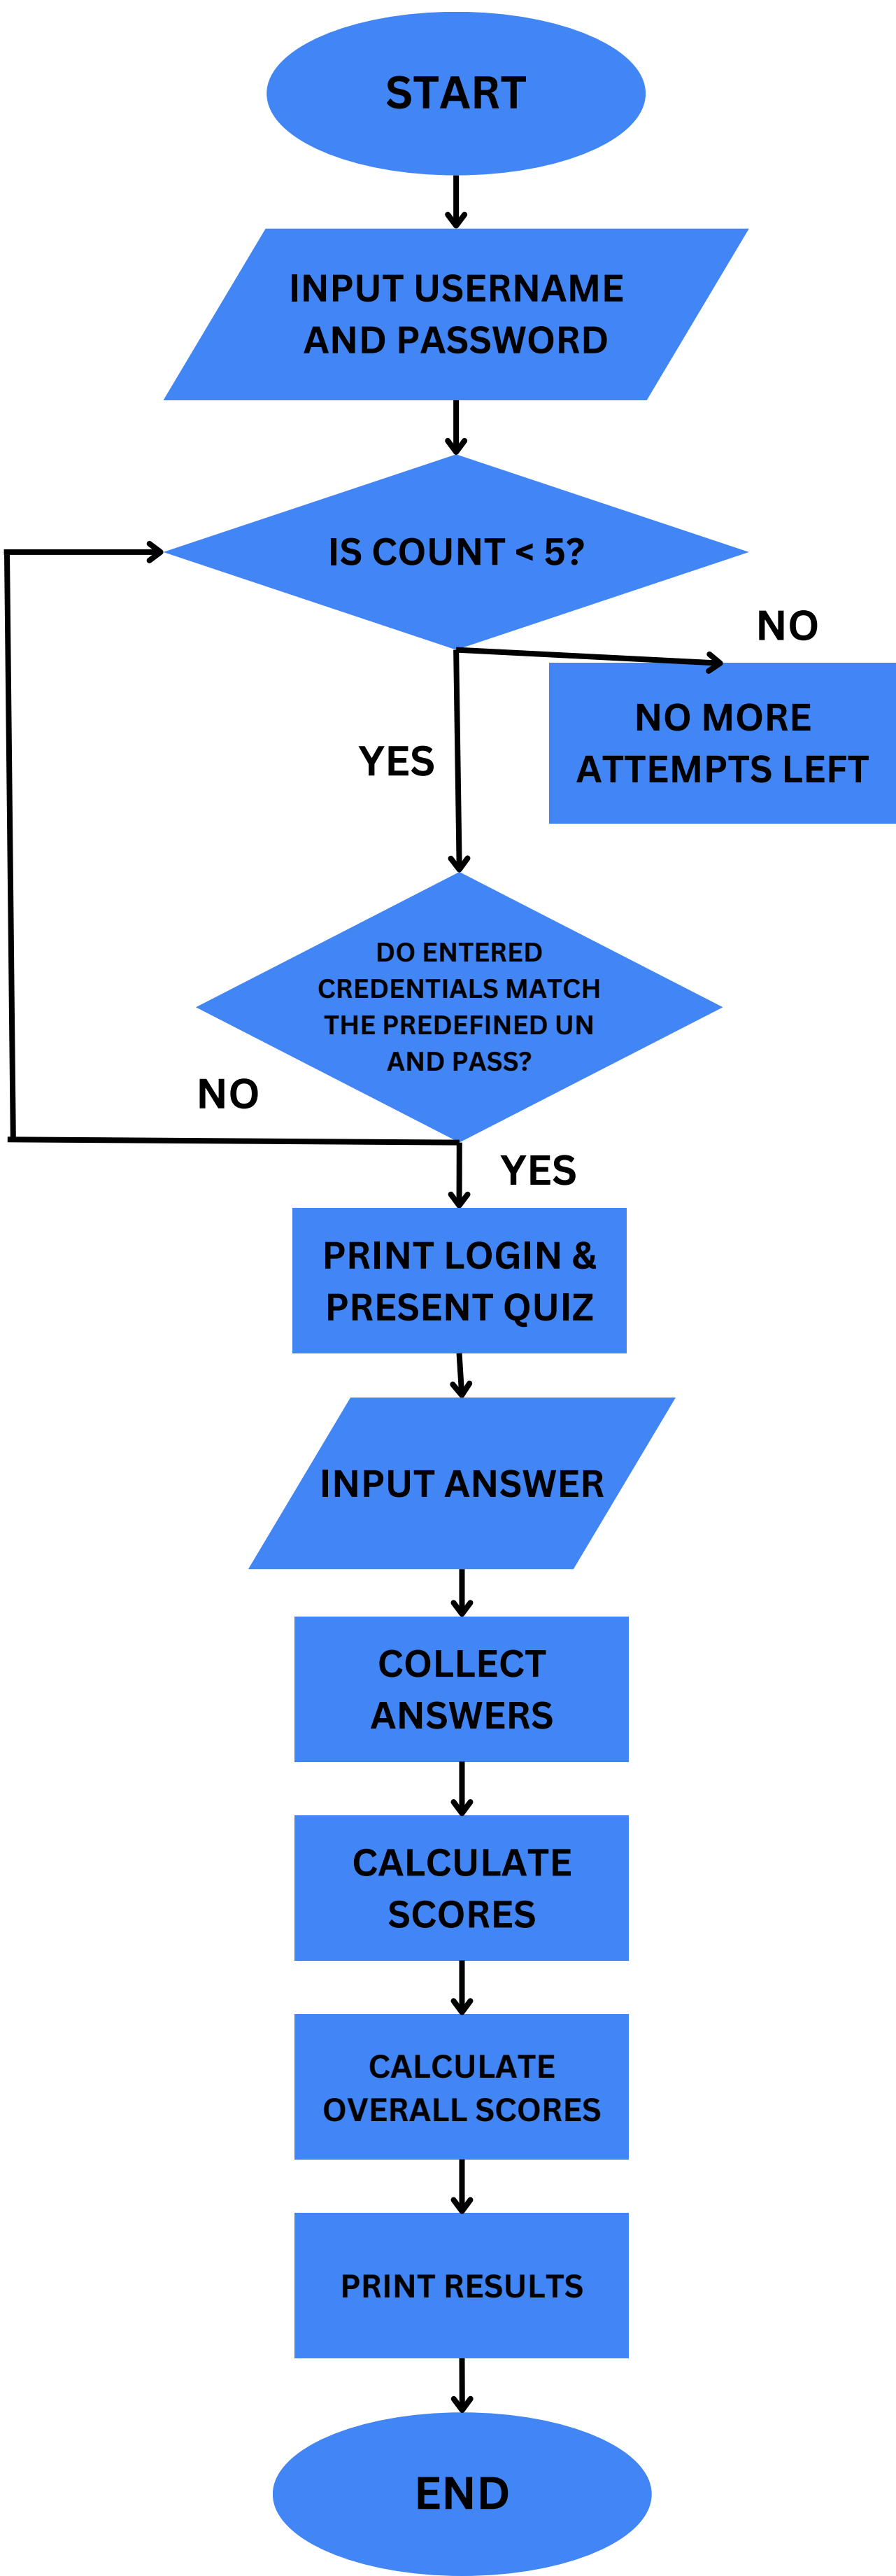 START
INPUT USERNAME
AND PASSWORD
IS COUNT < 5?
NO
NO MORE
ATTEMPTS LEFT
YES
DO ENTERED
CREDENTIALS MATCH
THE PREDEFINED UN
AND PASS?
NO
YES
PRINT LOGIN &
PRESENT QUIZ
INPUT ANSWER
COLLECT
ANSWERS
CALCULATE
SCORES
CALCULATE
OVERALL SCORES
PRINT RESULTS
END